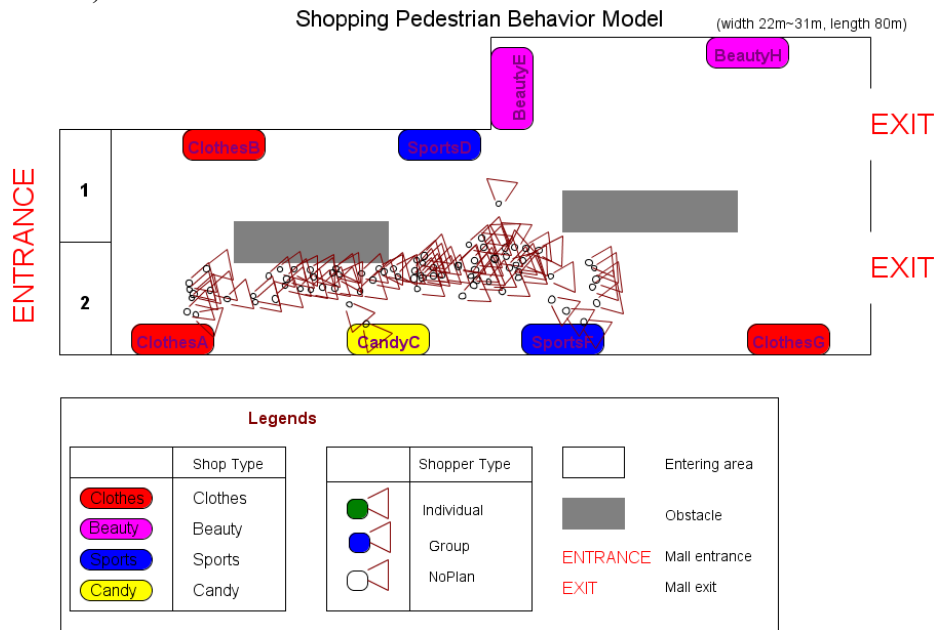 Shopping Pedestrian Behavior Model
(width 22m~31m, length 80m)
BeautyE
BeautyH
EXIT
ClothesB
SportsD
ENTRANCE
1
EXIT
2
ClothesA
CandyC
SportsF
ClothesG
Legends
Shop Type
Clothes Clothes
Beauty Beauty
Sports Sports
Candy Candy
Shopper Type
Individual
Group
NoPlan
Entering area
Obstacle
ENTRANCE Mall entrance
EXIT Mall exit